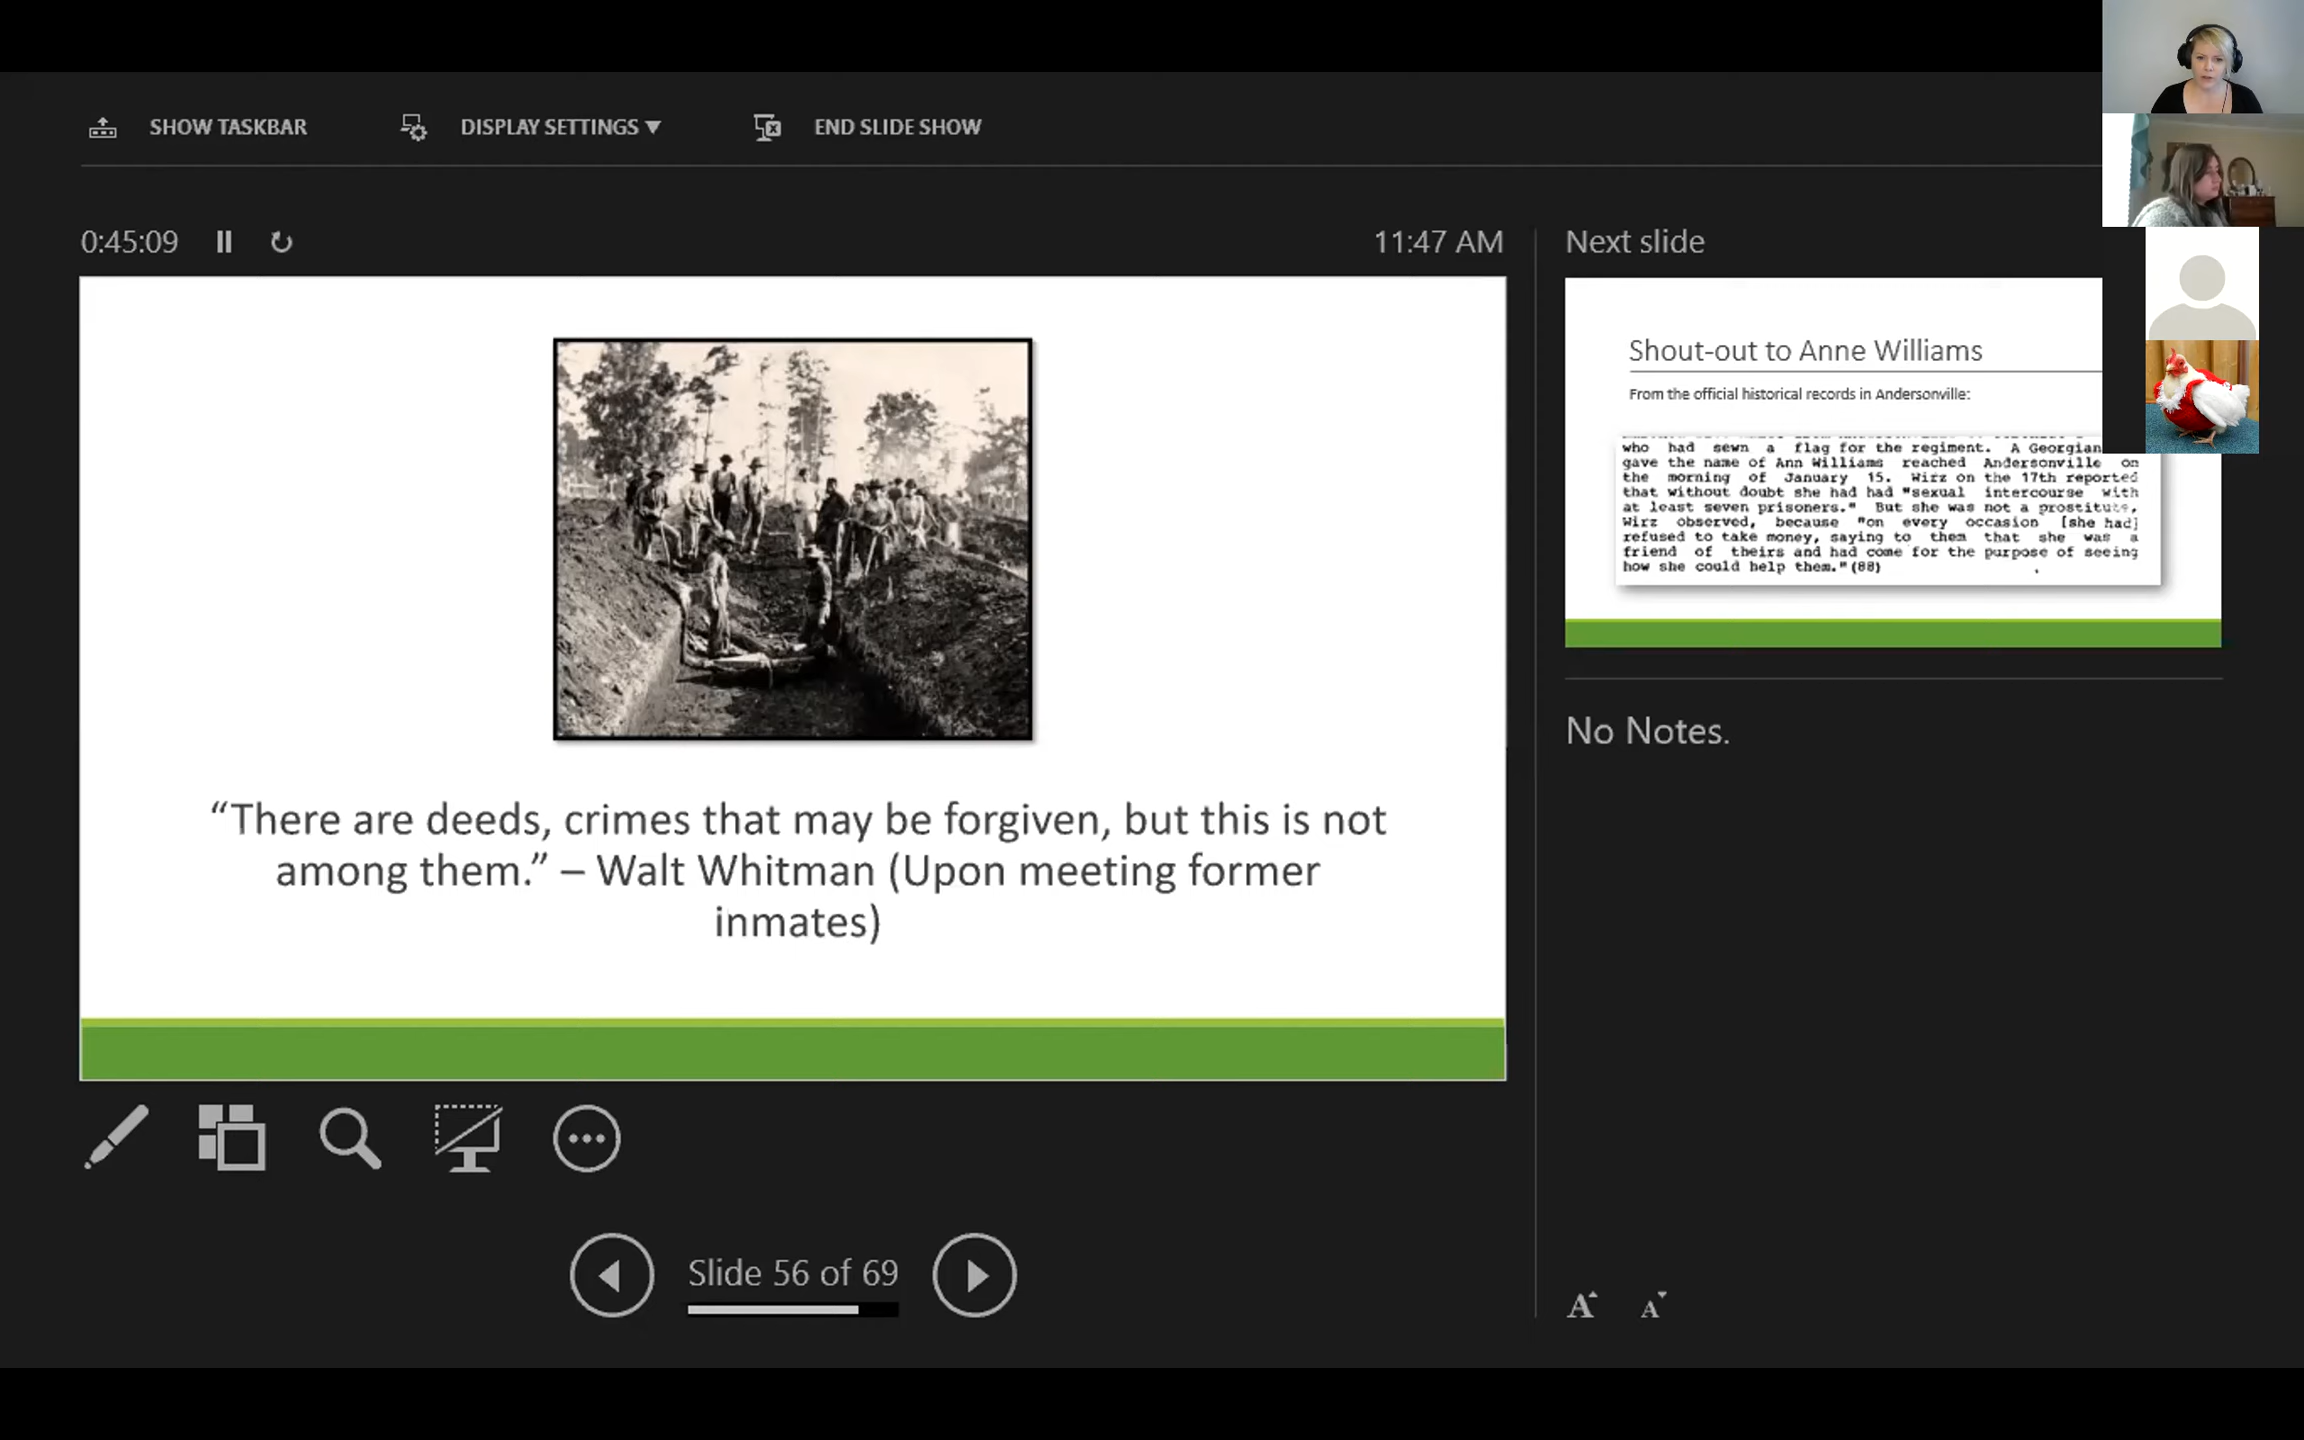 SHOW TASKBAR
DISPLAY SETTINGS
END SLIDE SHOW
0:45:09
11:47 AM
“There are deeds, crimes that may be forgiven, but this is not
among them.” – Walt Whitman (Upon meeting former
inmates)
Slide 56 of 69
Next slide
Shout-out to Anne Williams
From the official historical records in Andersonville:
who had sewn a flag for the regiment. A Georgian
gave the name of Ann Williams reached Andersonville on
the morning of January 15. Wirz on the 17th reported
that without doubt she had had "sexual intercourse with
at least seven prisoners." But she was not a prostitute,
Wirz observed, because "on every occasion [she had]
refused to take money, saying to them that she was a
friend of theirs and had come for the purpose of seeing
how she could help them."(88)
No Notes.
A A